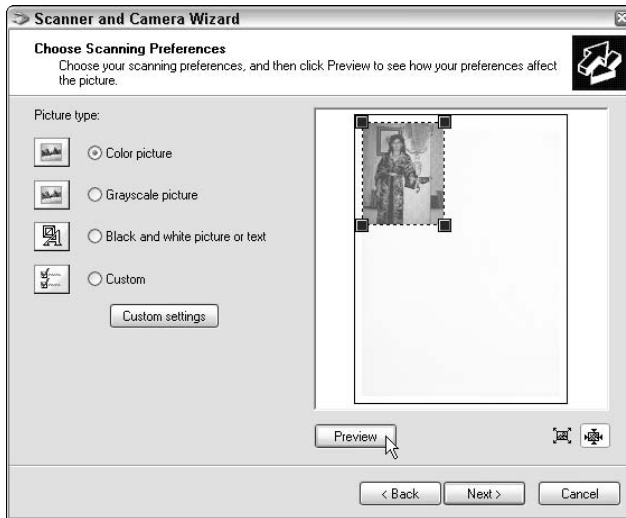 Scanner and Camera Wizard
Choose Scanning Preferences
Choose your scanning preferences, and then click Preview to see how your preferences affect
the picture.
Picture type:
Color picture
Grayscale picture
Black and white picture or text
Custom
Custom settings
Preview
< Back
Next >
Cancel